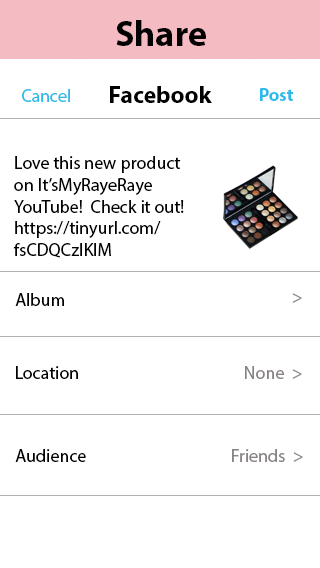 Share
Cancel Facebook Post
Love this new product
on It'sMyRayeRaye
YouTube!  Check it out!
https://tinyurl.com/
fsCDQCzIKIM
Album >
Location None >
Audience Friends >